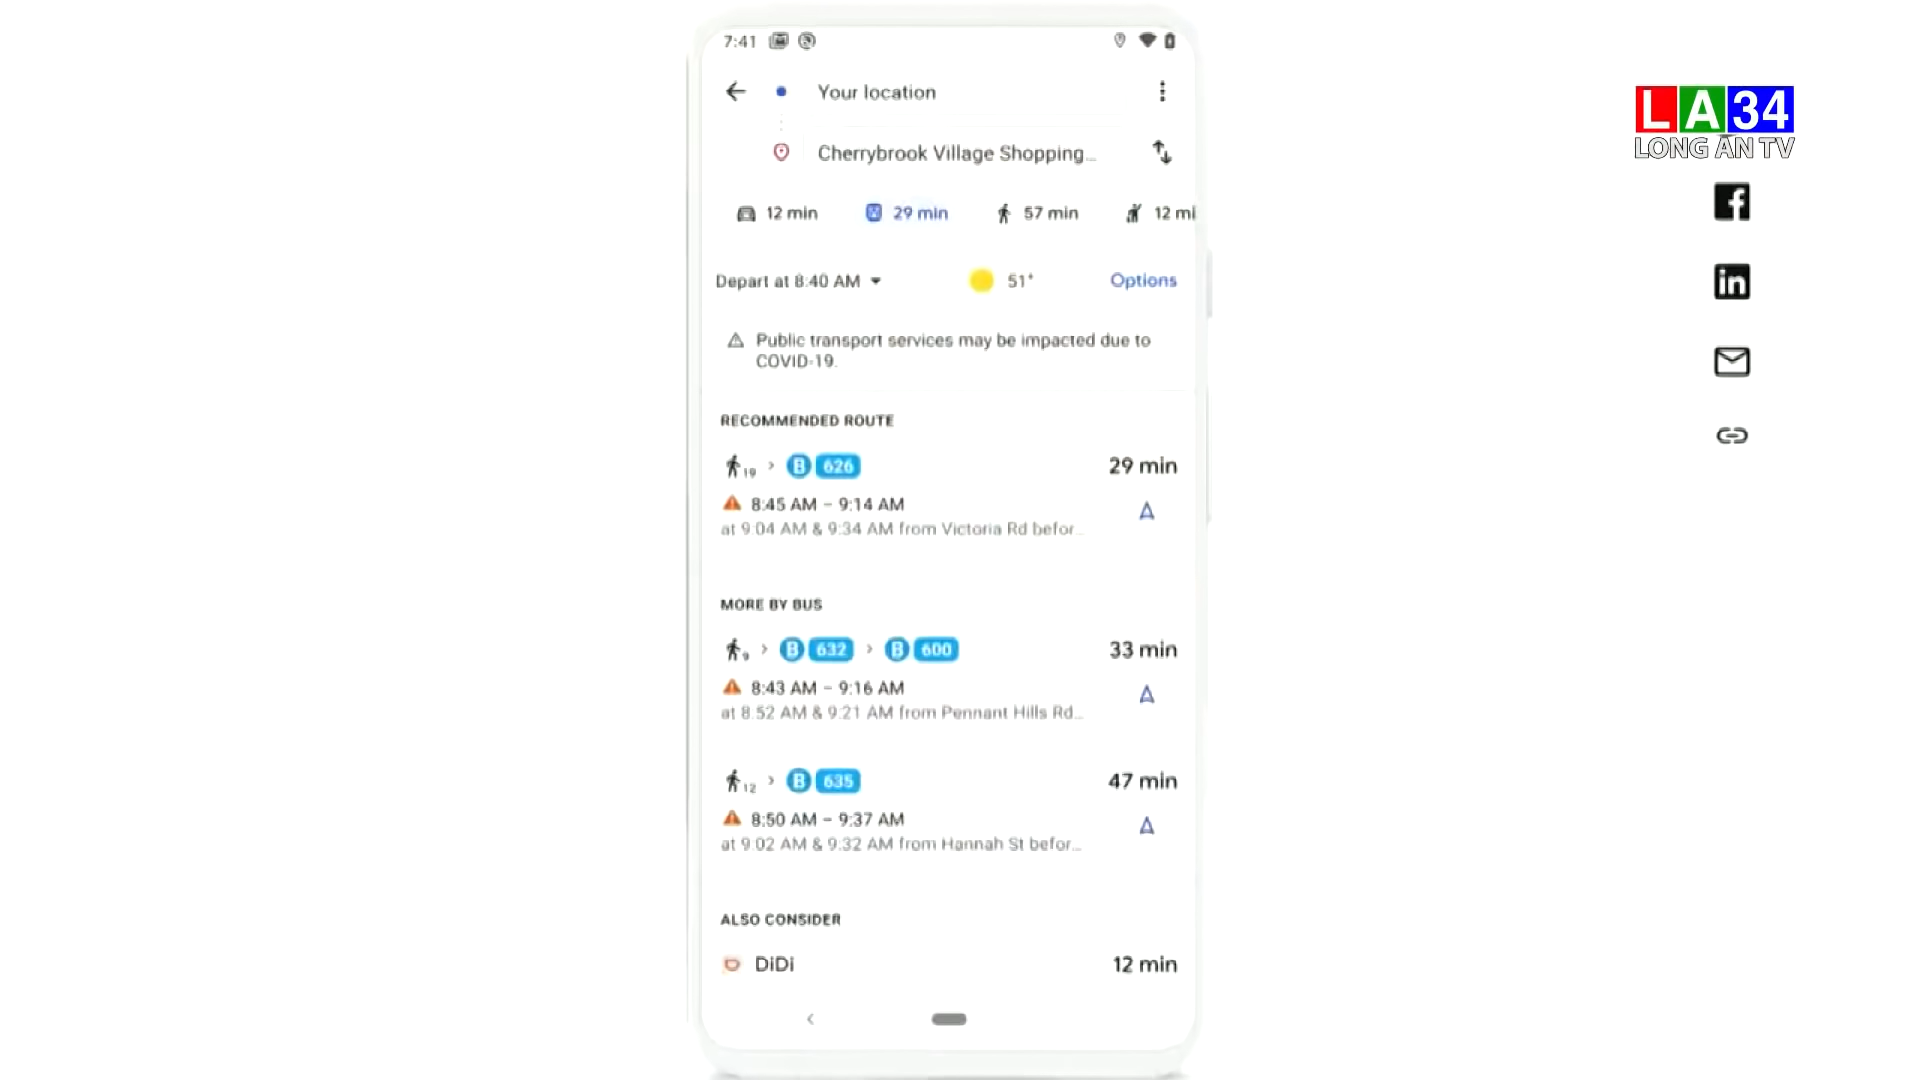 7:41
Your location
Cherrybrook Village Shopping...
12 min
29 min
57 min
12 mi
Depart at 8:40 AM
51°
Options
Public transport services may be impacted due to
COVID-19.
RECOMMENDED ROUTE
19 > B 626
29 min
8:45 AM – 9:14 AM
at 9:04 AM & 9:34 AM from Victoria Rd befor...
MORE BY BUS
9 > B 632 > B 600
33 min
8:43 AM – 9:16 AM
at 8:52 AM & 9:21 AM from Pennant Hills Rd...
12 > B 635
47 min
8:50 AM – 9:37 AM
at 9:02 AM & 9:32 AM from Hannah St befor...
ALSO CONSIDER
DiDi
12 min
LA34
LONG AN TV
f
in